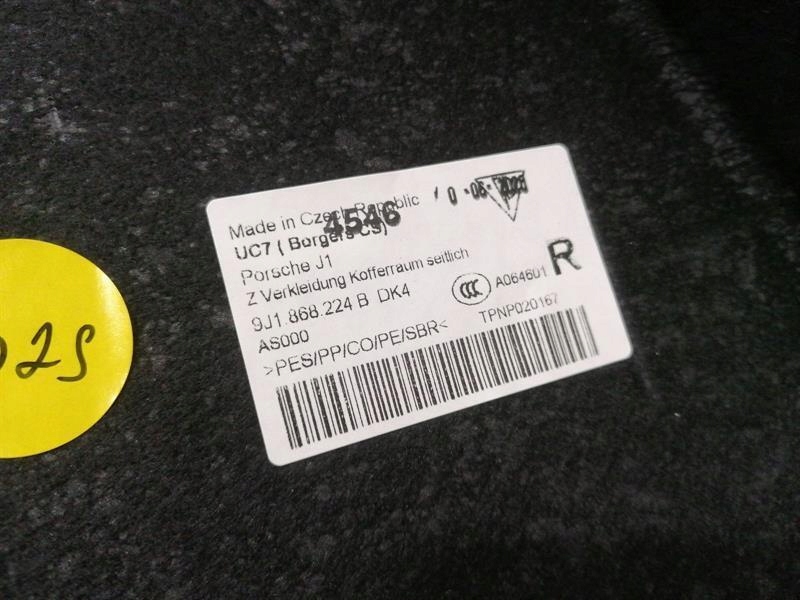 Made in Czech Republic
4546
UC7 ( Borgers CS)
Porsche J1
Z Verkleidung Kofferraum seitlich
9J1.868.224 B DK4
AS000
CCC
A064601
R
>PES/PP/CO/PE/SBR<
TPNP020167